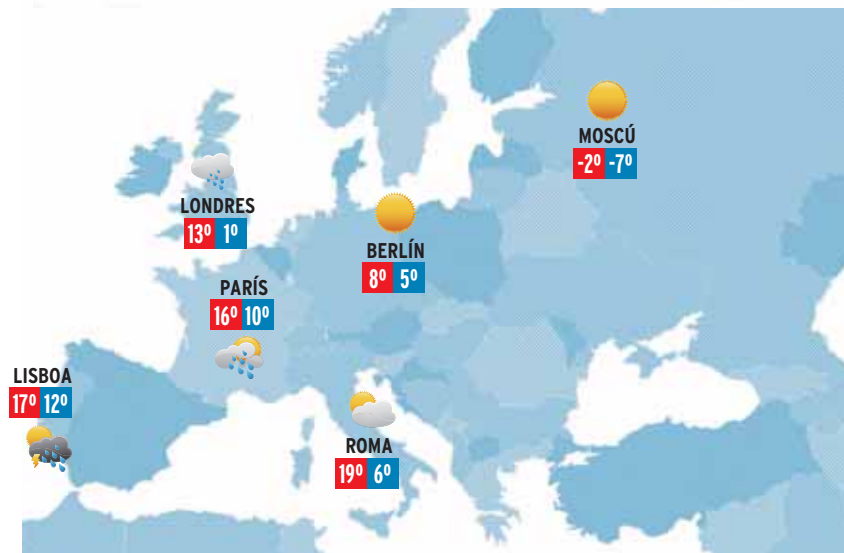 MOSCÚ
-2º -7º
LONDRES
13º 1º
BERLÍN
8º 5º
PARÍS
16º 10º
LISBOA
17º 12º
ROMA
19º 6º